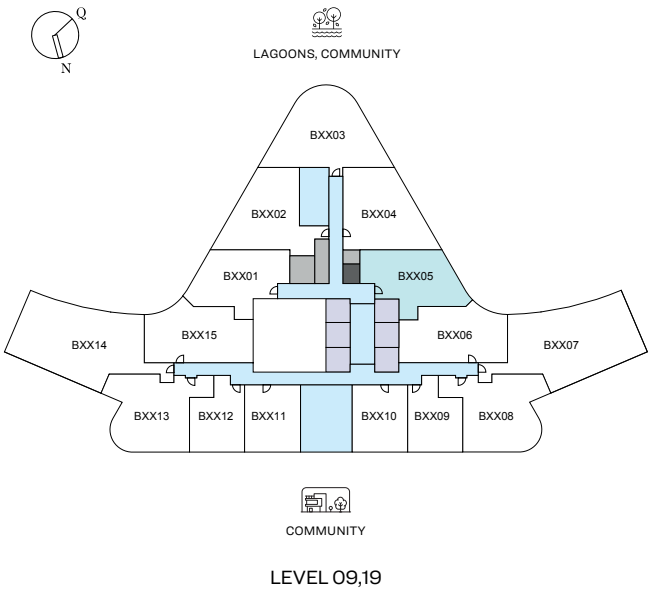 Q
N
LAGOONS, COMMUNITY
BXX03
BXX02
BXX04
BXX01
BXX05
BXX15
BXX06
BXX14
BXX07
BXX13
BXX12
BXX11
BXX10
BXX09
BXX08
COMMUNITY
LEVEL 09,19